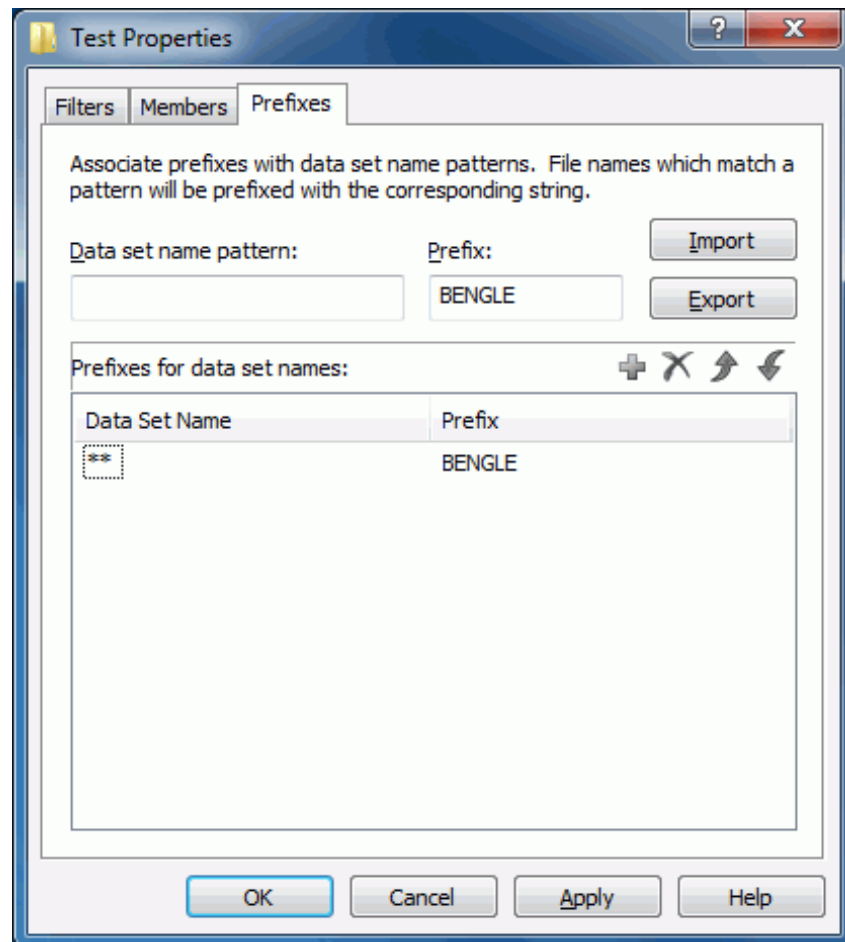 Test Properties
Filters Members Prefixes
Associate prefixes with data set name patterns. File names which match a
pattern will be prefixed with the corresponding string.
Data set name pattern: Prefix: Import
BENGLE Export
Prefixes for data set names:
Data Set Name Prefix
** BENGLE
OK Cancel Apply Help